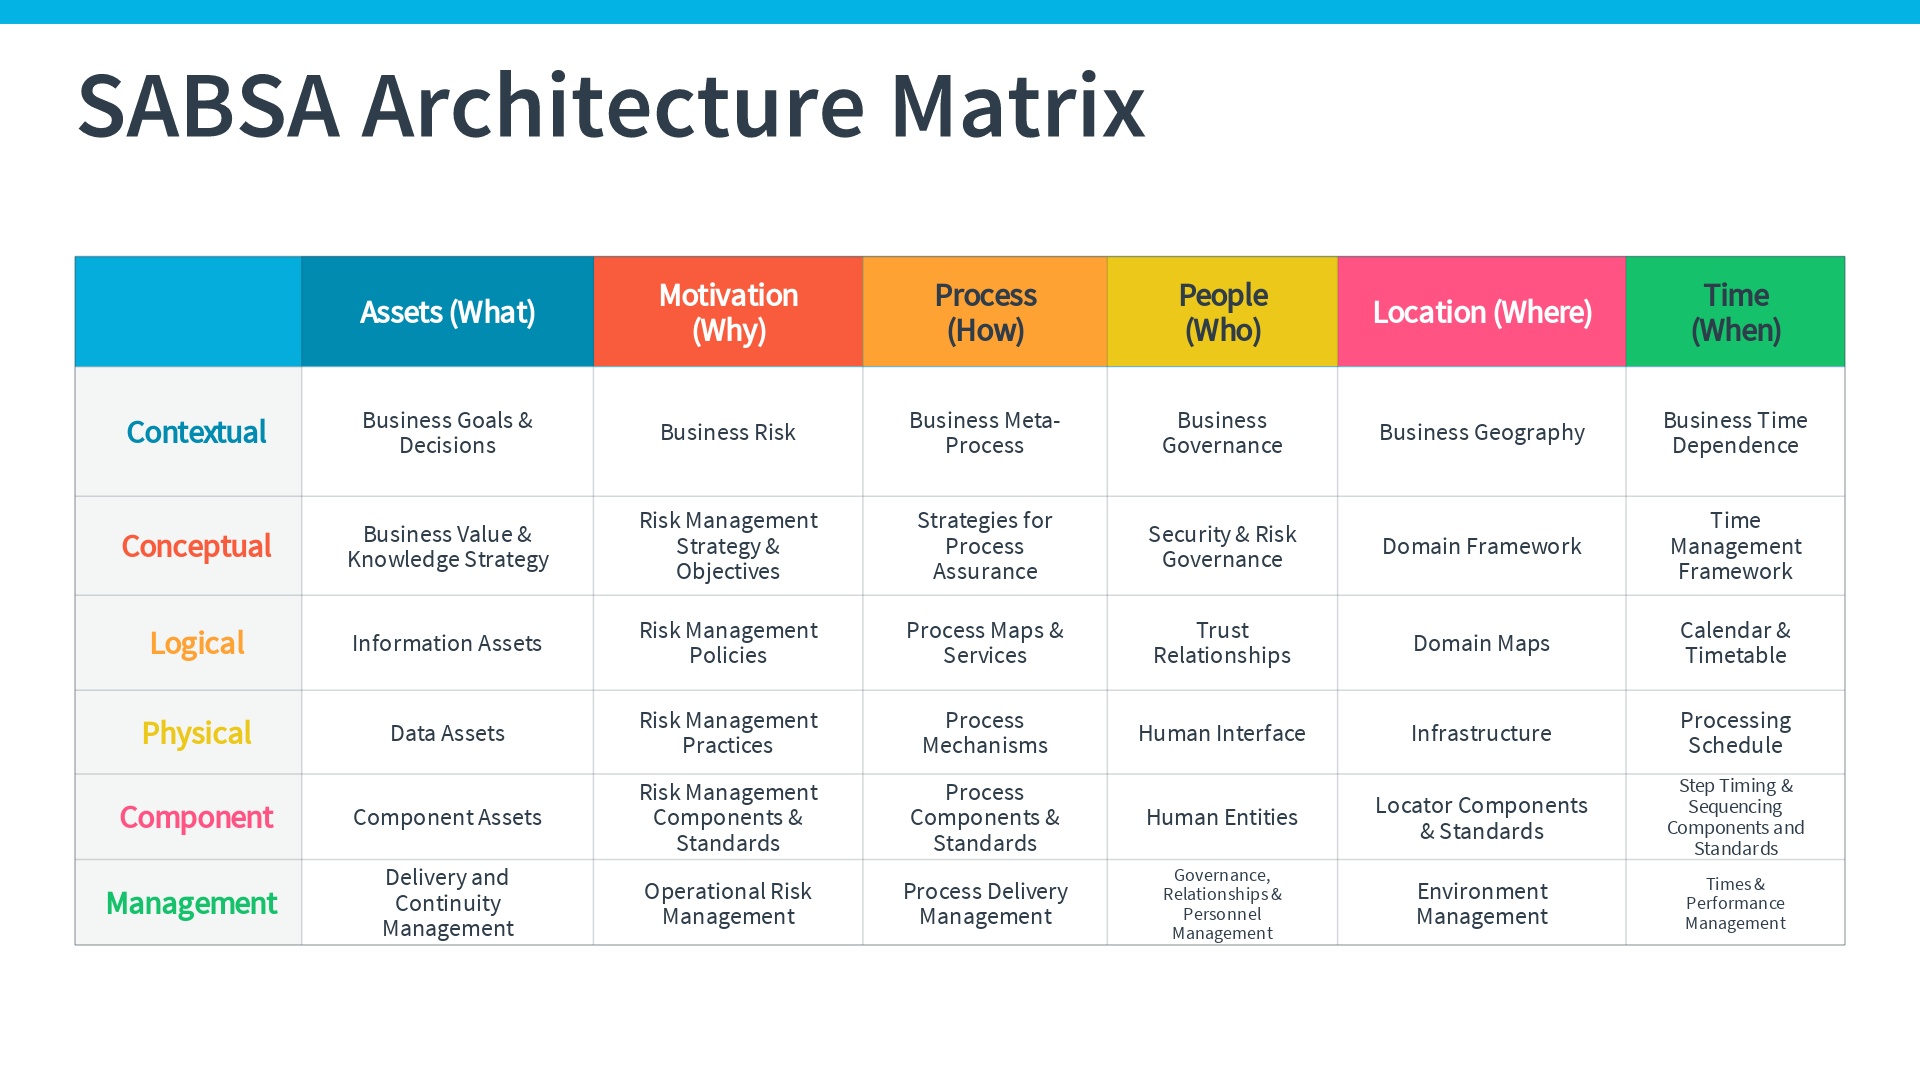 SABSA Architecture Matrix
Assets (What)
Motivation
(Why)
Process
(How)
People
(Who)
Location (Where)
Time
(When)
Contextual
Business Goals &
Decisions
Business Risk
Business Meta-
Process
Business
Governance
Business Geography
Business Time
Dependence
Conceptual
Business Value &
Knowledge Strategy
Risk Management
Strategy &
Objectives
Strategies for
Process
Assurance
Security & Risk
Governance
Domain Framework
Time
Management
Framework
Logical
Information Assets
Risk Management
Policies
Process Maps &
Services
Trust
Relationships
Domain Maps
Calendar &
Timetable
Physical
Data Assets
Risk Management
Practices
Process
Mechanisms
Human Interface
Infrastructure
Processing
Schedule
Component
Component Assets
Risk Management
Components &
Standards
Process
Components &
Standards
Human Entities
Locator Components
& Standards
Step Timing &
Sequencing
Components and
Standards
Management
Delivery and
Continuity
Management
Operational Risk
Management
Process Delivery
Management
Governance,
Relationships &
Personnel
Management
Environment
Management
Times &
Performance
Management